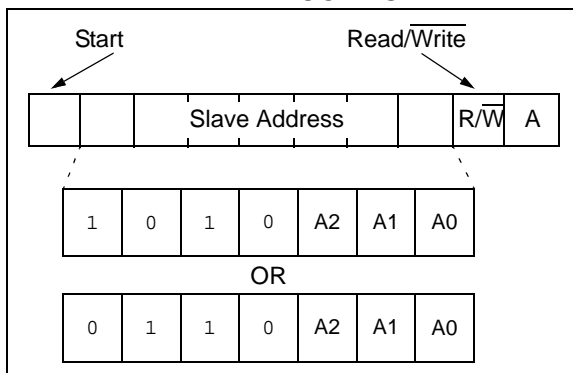 Start Read/Write
Slave Address R/W A
1 0 1 0 A2 A1 A0
OR
0 1 1 0 A2 A1 A0